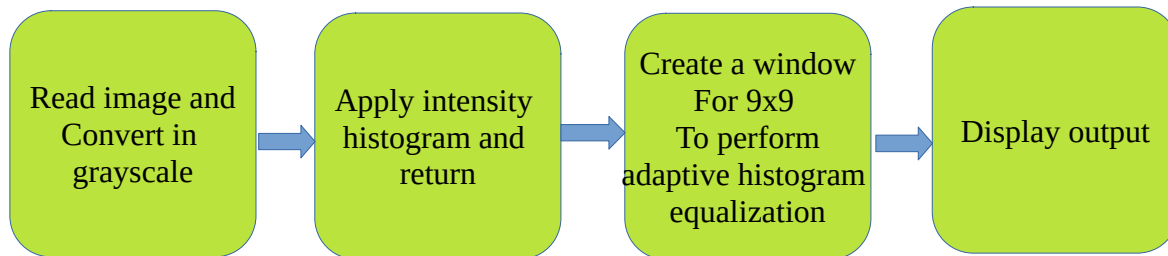 Read image and
Convert in
grayscale
Apply intensity
histogram and
return
Create a window
For 9x9
To perform
adaptive histogram
equalization
Display output